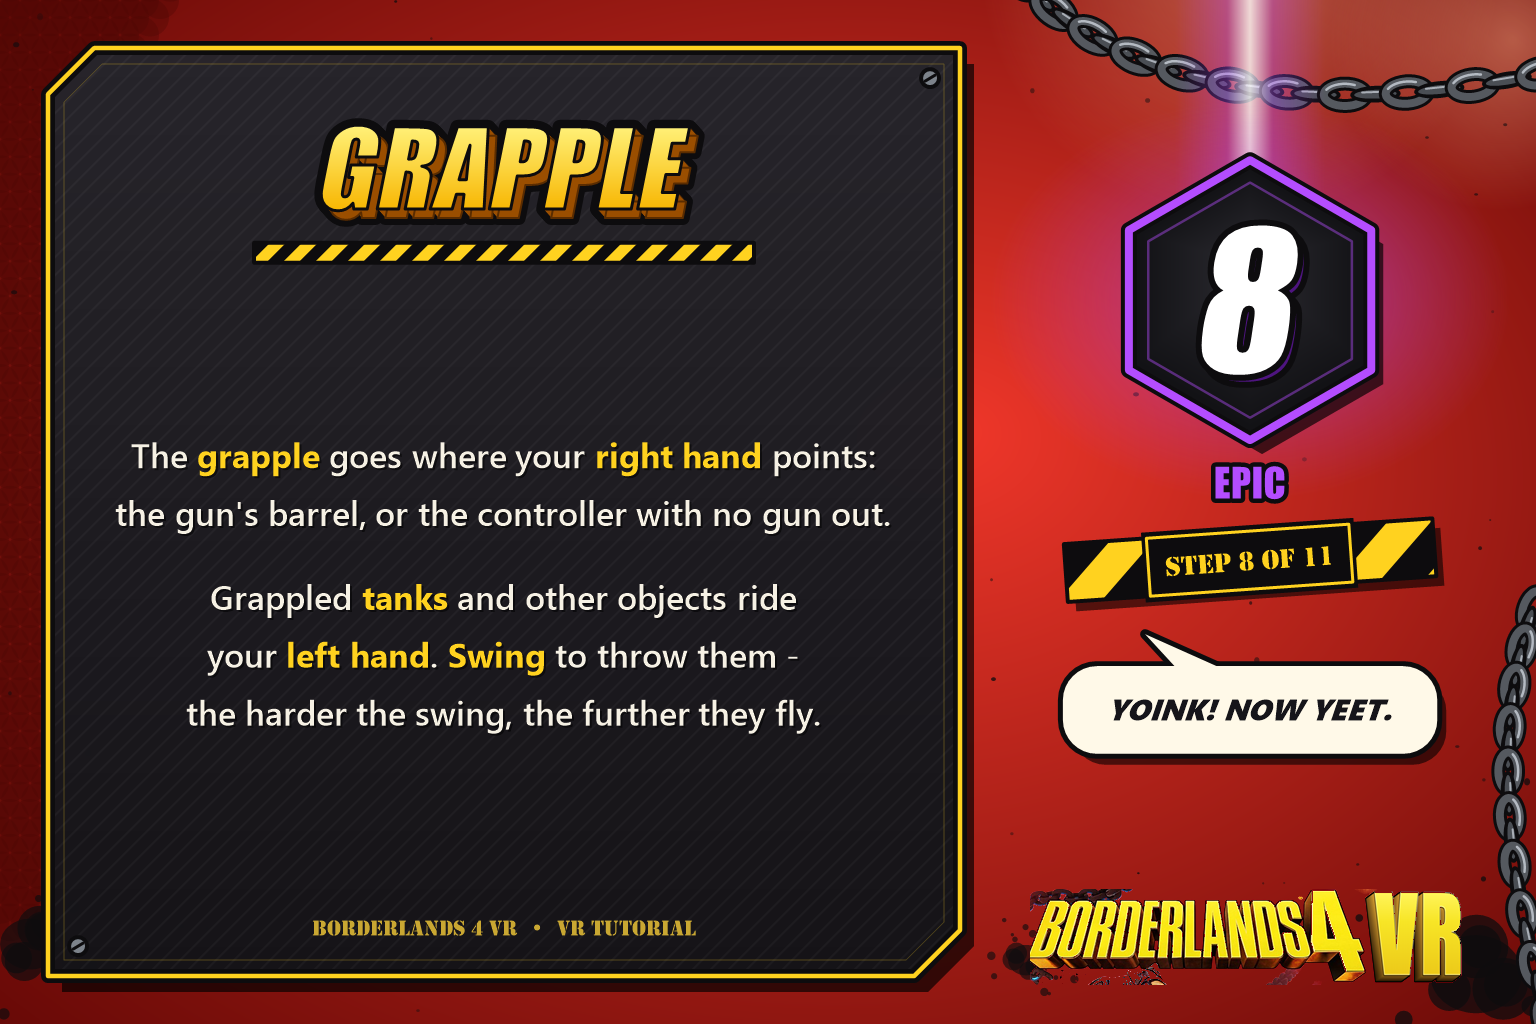 GRAPPLE
The grapple goes where your right hand points:
the gun's barrel, or the controller with no gun out.
Grappled tanks and other objects ride
your left hand. Swing to throw them -
the harder the swing, the further they fly.
BORDERLANDS 4 VR • VR TUTORIAL
8
EPIC
STEP 8 OF 11
YOINK! NOW YEET.
BORDERLANDS 4 VR